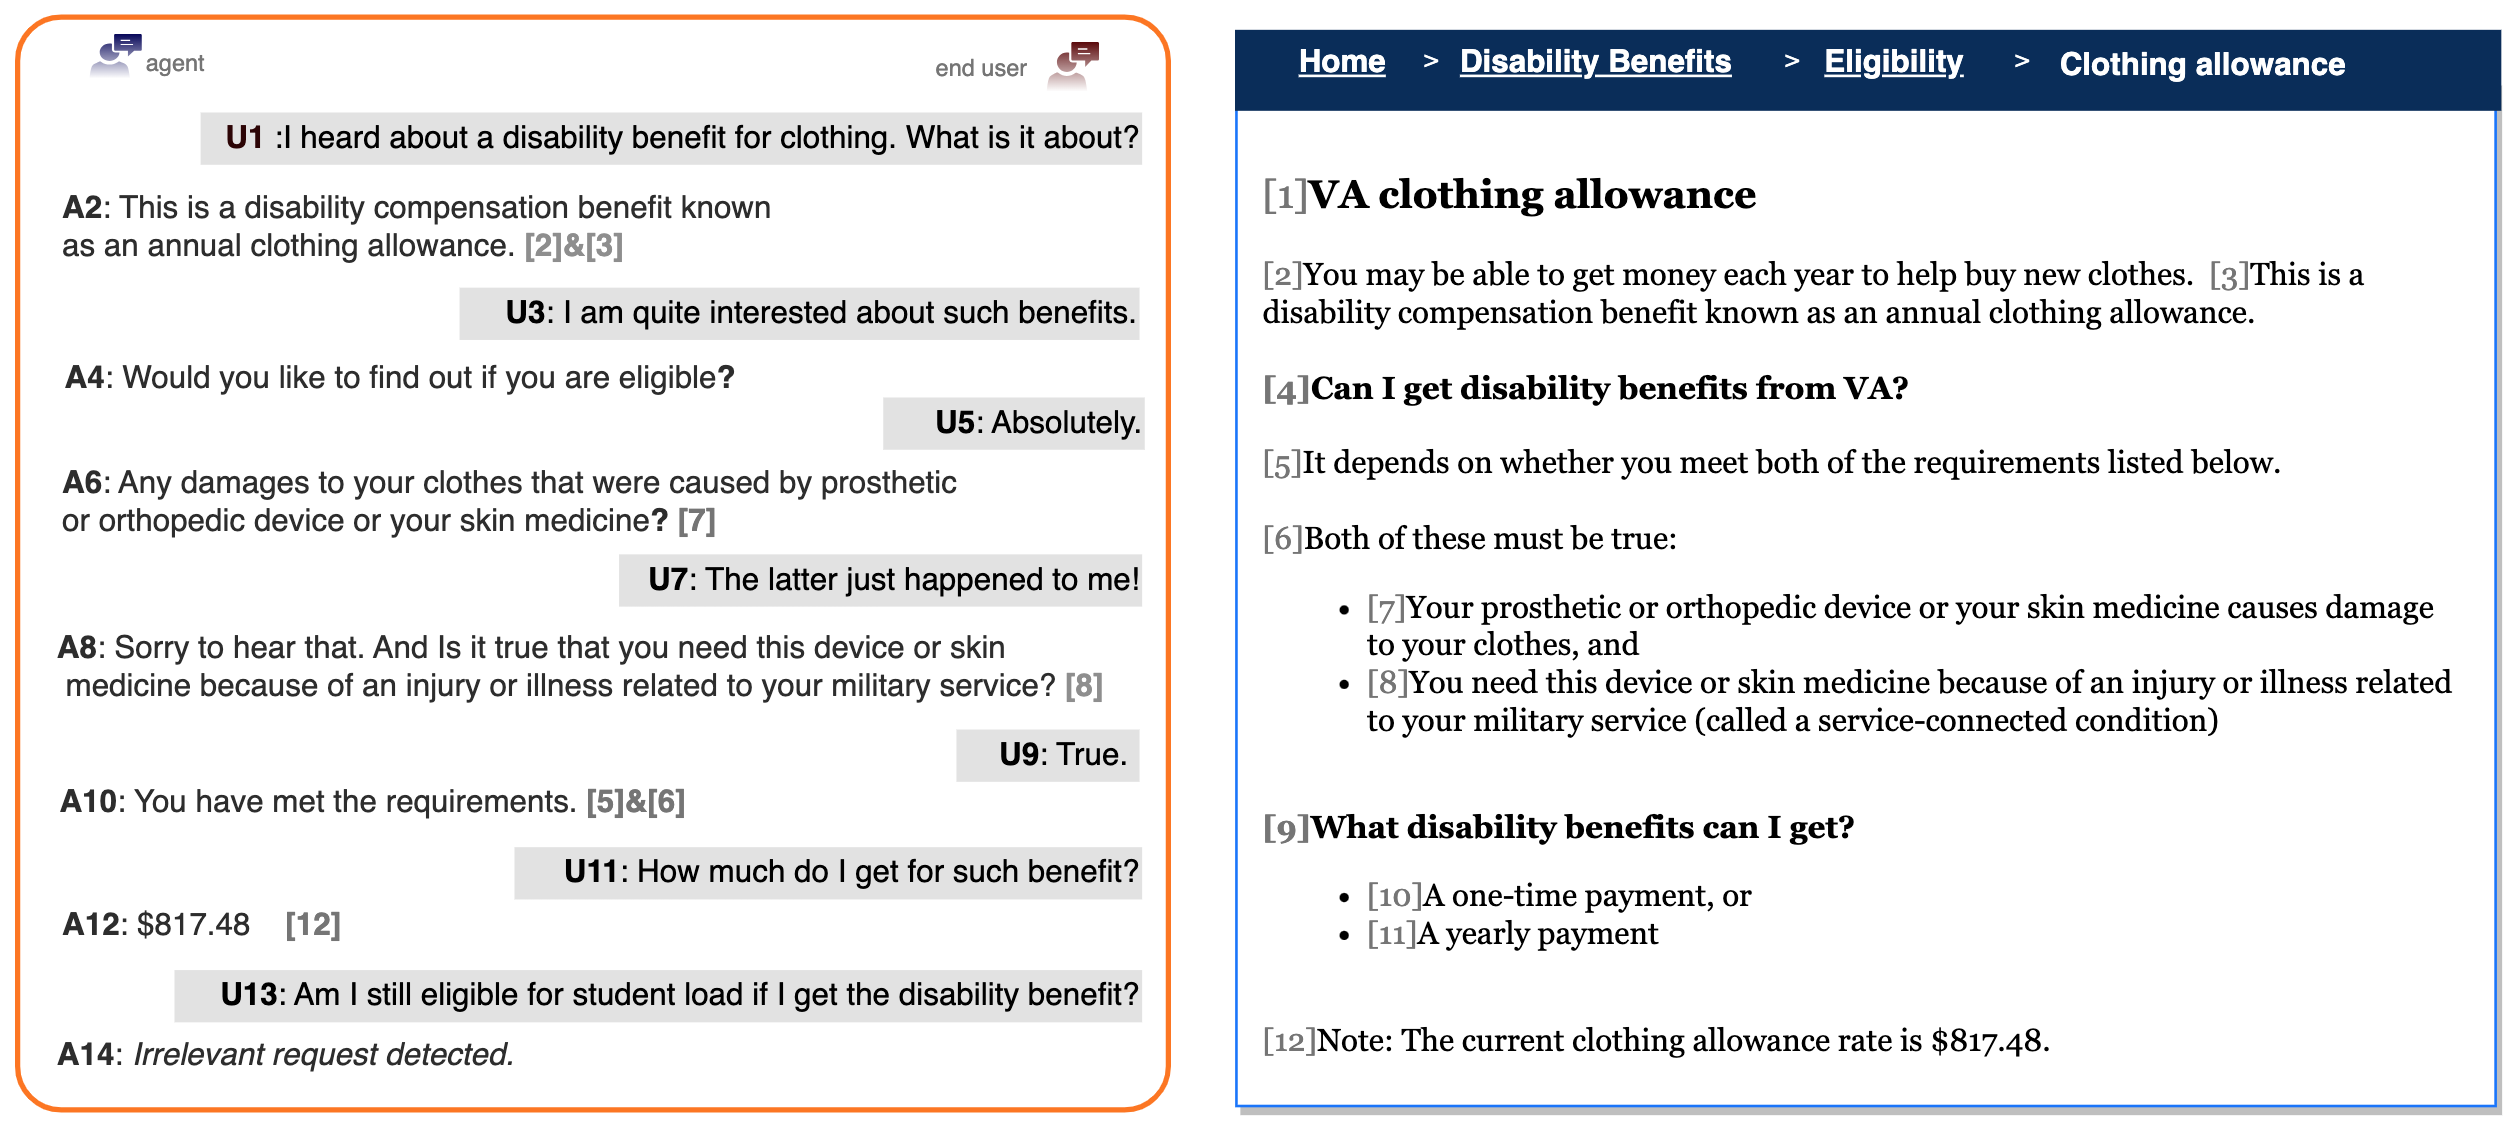 agent
end user
U1 :I heard about a disability benefit for clothing. What is it about?
A2: This is a disability compensation benefit known
as an annual clothing allowance. [2]&[3]
U3: I am quite interested about such benefits.
A4: Would you like to find out if you are eligible?
U5: Absolutely.
A6: Any damages to your clothes that were caused by prosthetic
or orthopedic device or your skin medicine? [7]
U7: The latter just happened to me!
A8: Sorry to hear that. And Is it true that you need this device or skin
medicine because of an injury or illness related to your military service? [8]
U9: True.
A10: You have met the requirements. [5]&[6]
U11: How much do I get for such benefit?
A12: $817.48 [12]
U13: Am I still eligible for student load if I get the disability benefit?
A14: Irrelevant request detected.
Home > Disability Benefits > Eligibility > Clothing allowance
[1]VA clothing allowance
[2]You may be able to get money each year to help buy new clothes. [3]This is a
disability compensation benefit known as an annual clothing allowance.
[4]Can I get disability benefits from VA?
[5]It depends on whether you meet both of the requirements listed below.
[6]Both of these must be true:
• [7]Your prosthetic or orthopedic device or your skin medicine causes damage
to your clothes, and
• [8]You need this device or skin medicine because of an injury or illness related
to your military service (called a service-connected condition)
[9]What disability benefits can I get?
• [10]A one-time payment, or
• [11]A yearly payment
[12]Note: The current clothing allowance rate is $817.48.